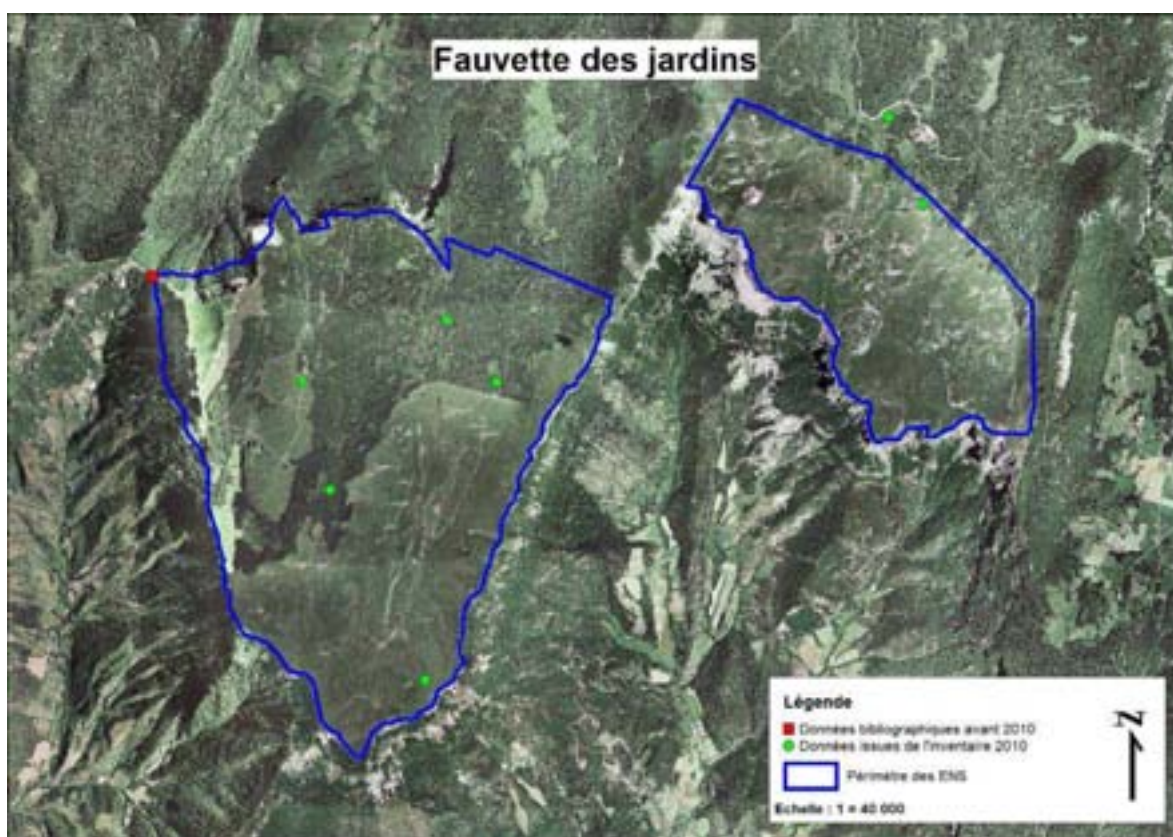 Fauvette des jardins
Légende
Données bibliographiques avant 2010
Données issues de l'inventaire 2010
Périmètre des ENS
Echelle : 1 = 40 000
N